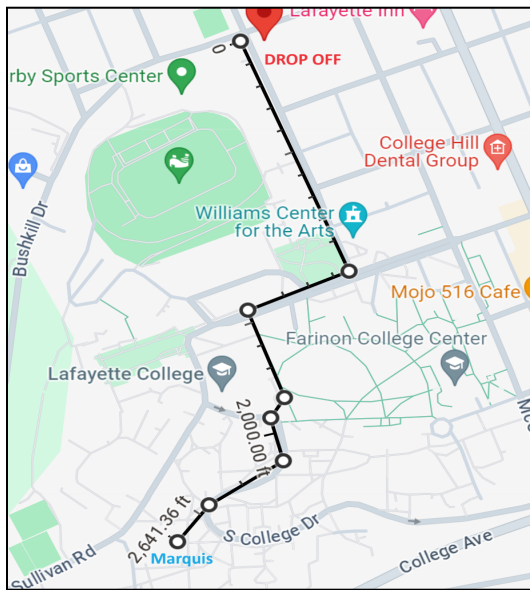 Lafayette Inn
0
DROP OFF
rby Sports Center
College Hill
Dental Group
Williams Center
for the Arts
Bushkill Dr
Mojo 516 Cafe
Farinon College Center
Lafayette College
2,000.00 ft
2,641.36 ft
S College Dr
College Ave
Marquis
Sullivan Rd